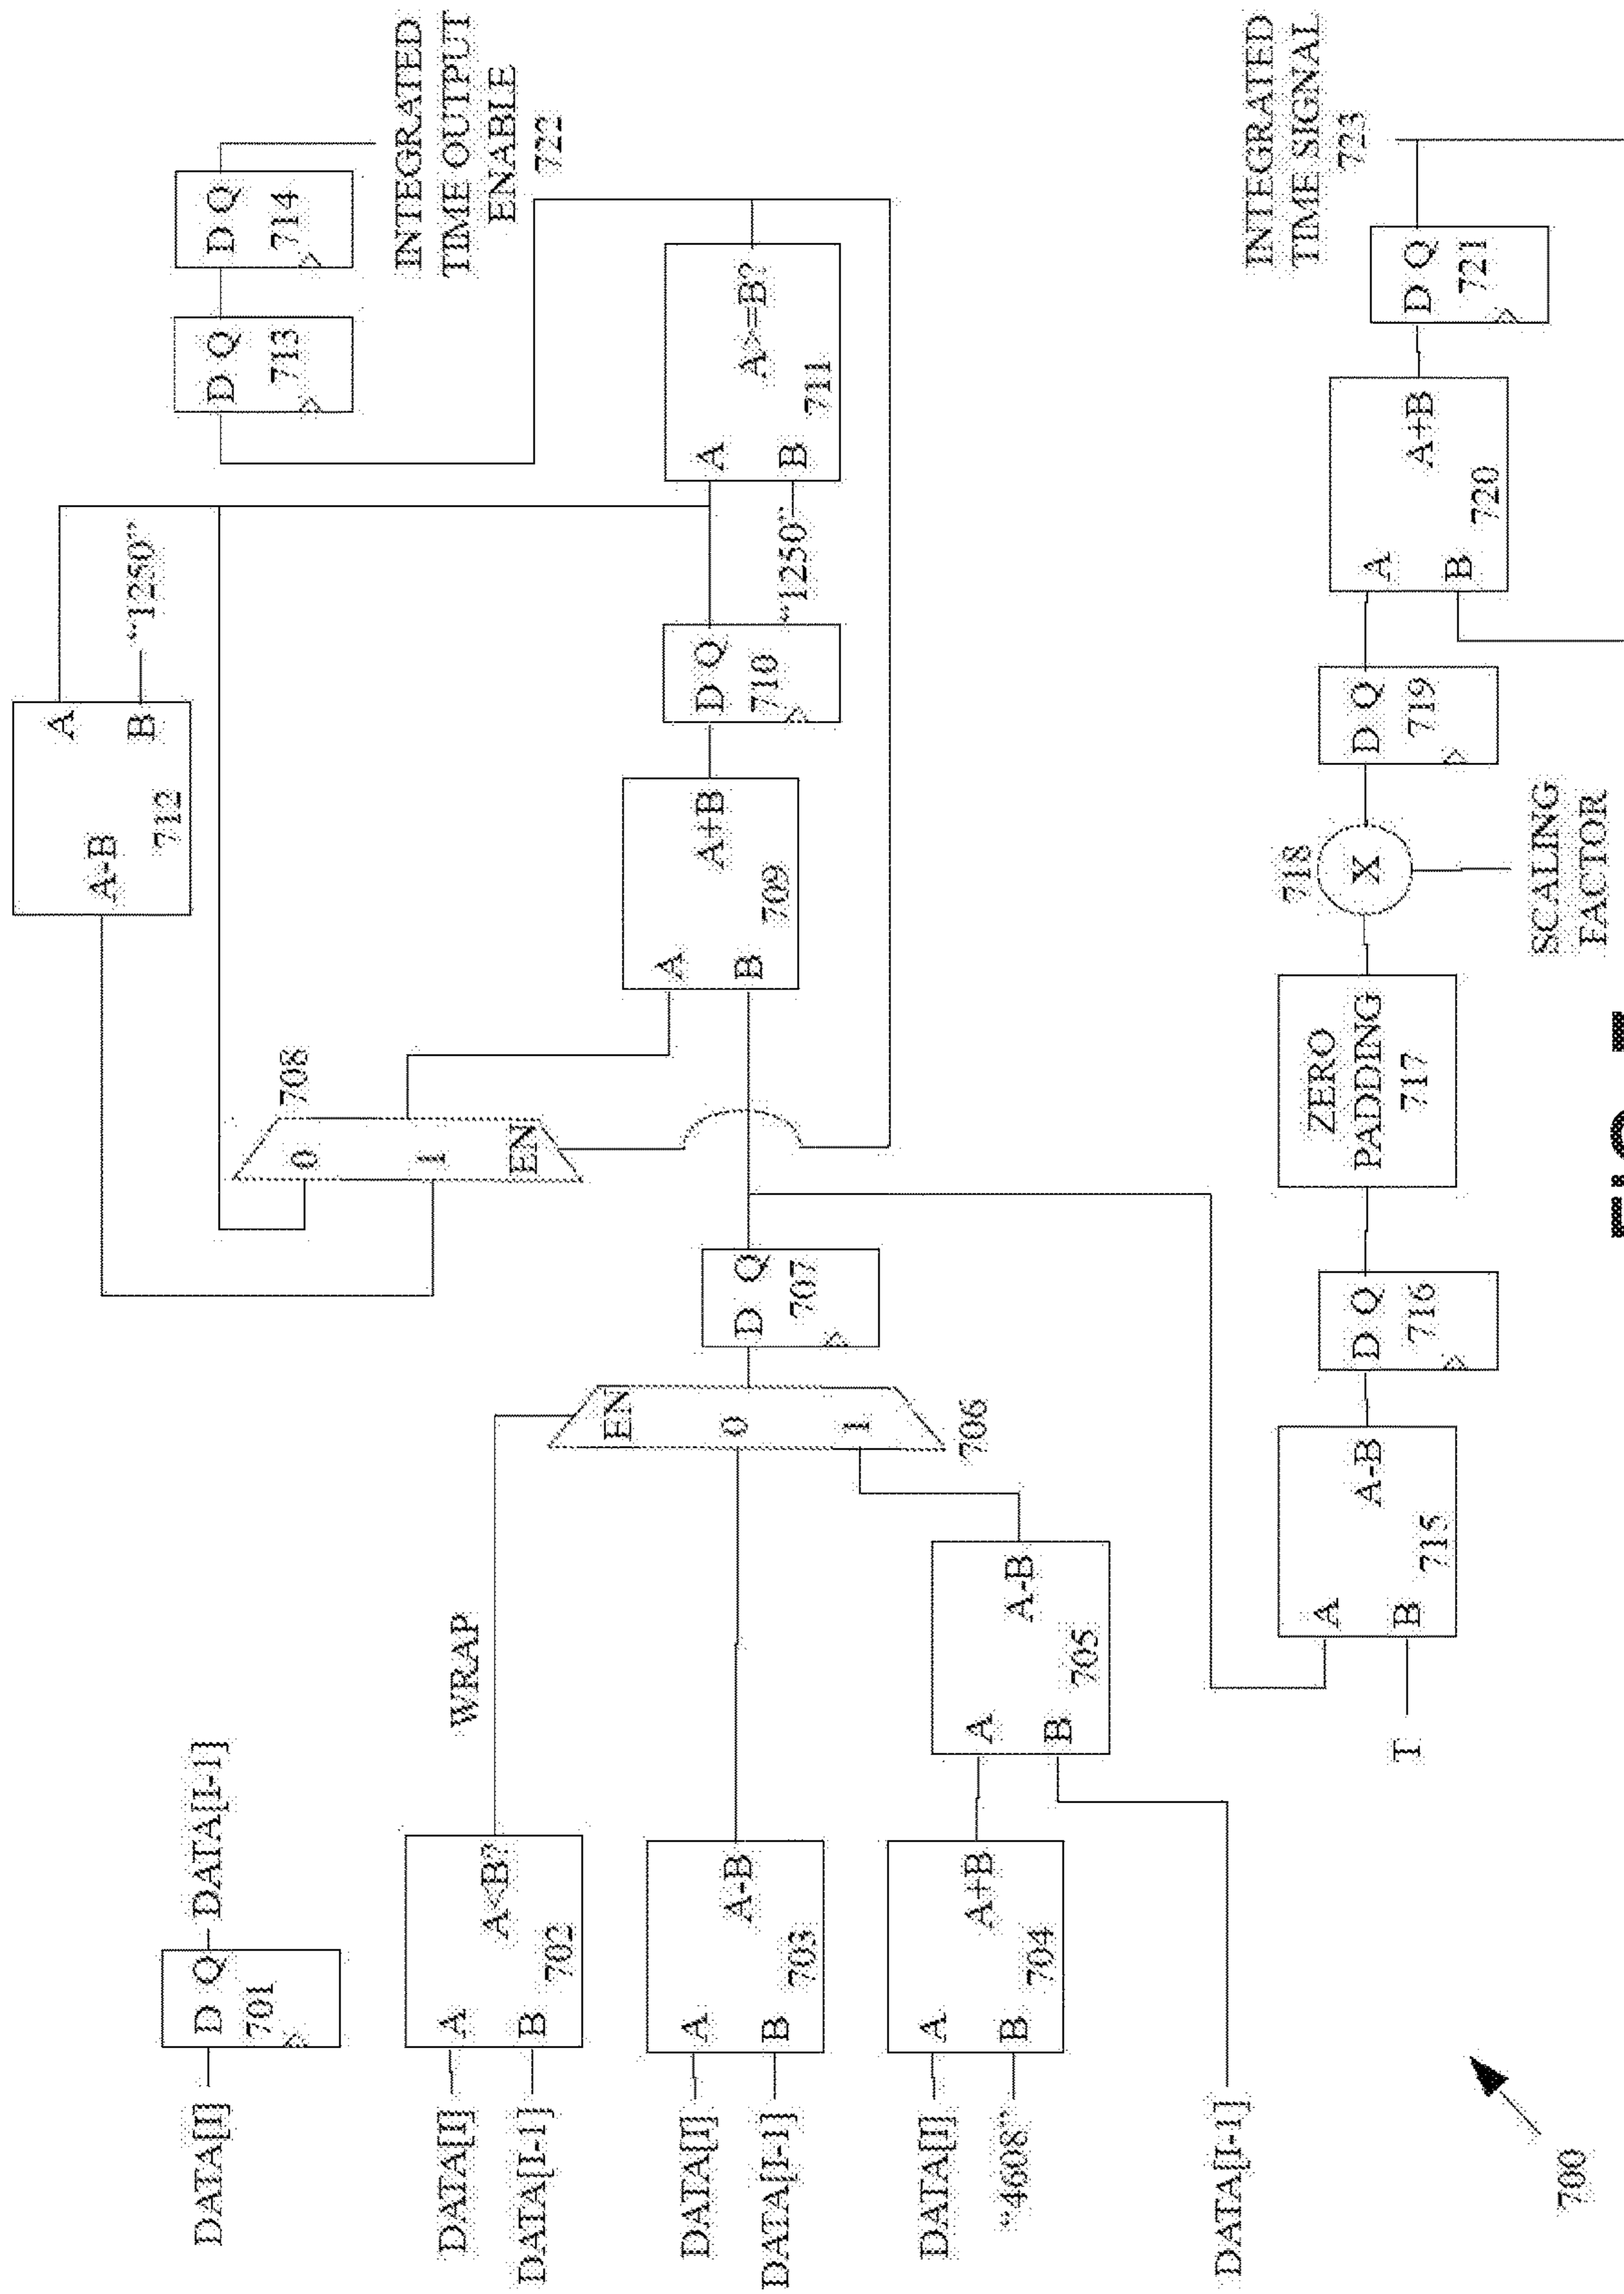 DATA[I]
D Q
701
DATA[I-1]
DATA[I]
DATA[I-1]
A
B
A<B?
702
WRAP
DATA[I]
DATA[I-1]
A
B
A-B
703
DATA[I]
"4608"
A
B
A+B
704
DATA[I-1]
A
B
A-B
705
EN
0
1
706
D Q
707
0
1
EN
708
A
B
A+B
709
D Q
710
"1250"
A
B
A>=B?
711
A
B
A-B
712
"1250"
D Q
713
D Q
714
INTEGRATED
TIME OUTPUT
ENABLE
722
T
A
B
A-B
715
D Q
716
ZERO
PADDING
717
718
X
SCALING
FACTOR
D Q
719
A
B
A+B
720
D Q
721
INTEGRATED
TIME SIGNAL
723
700